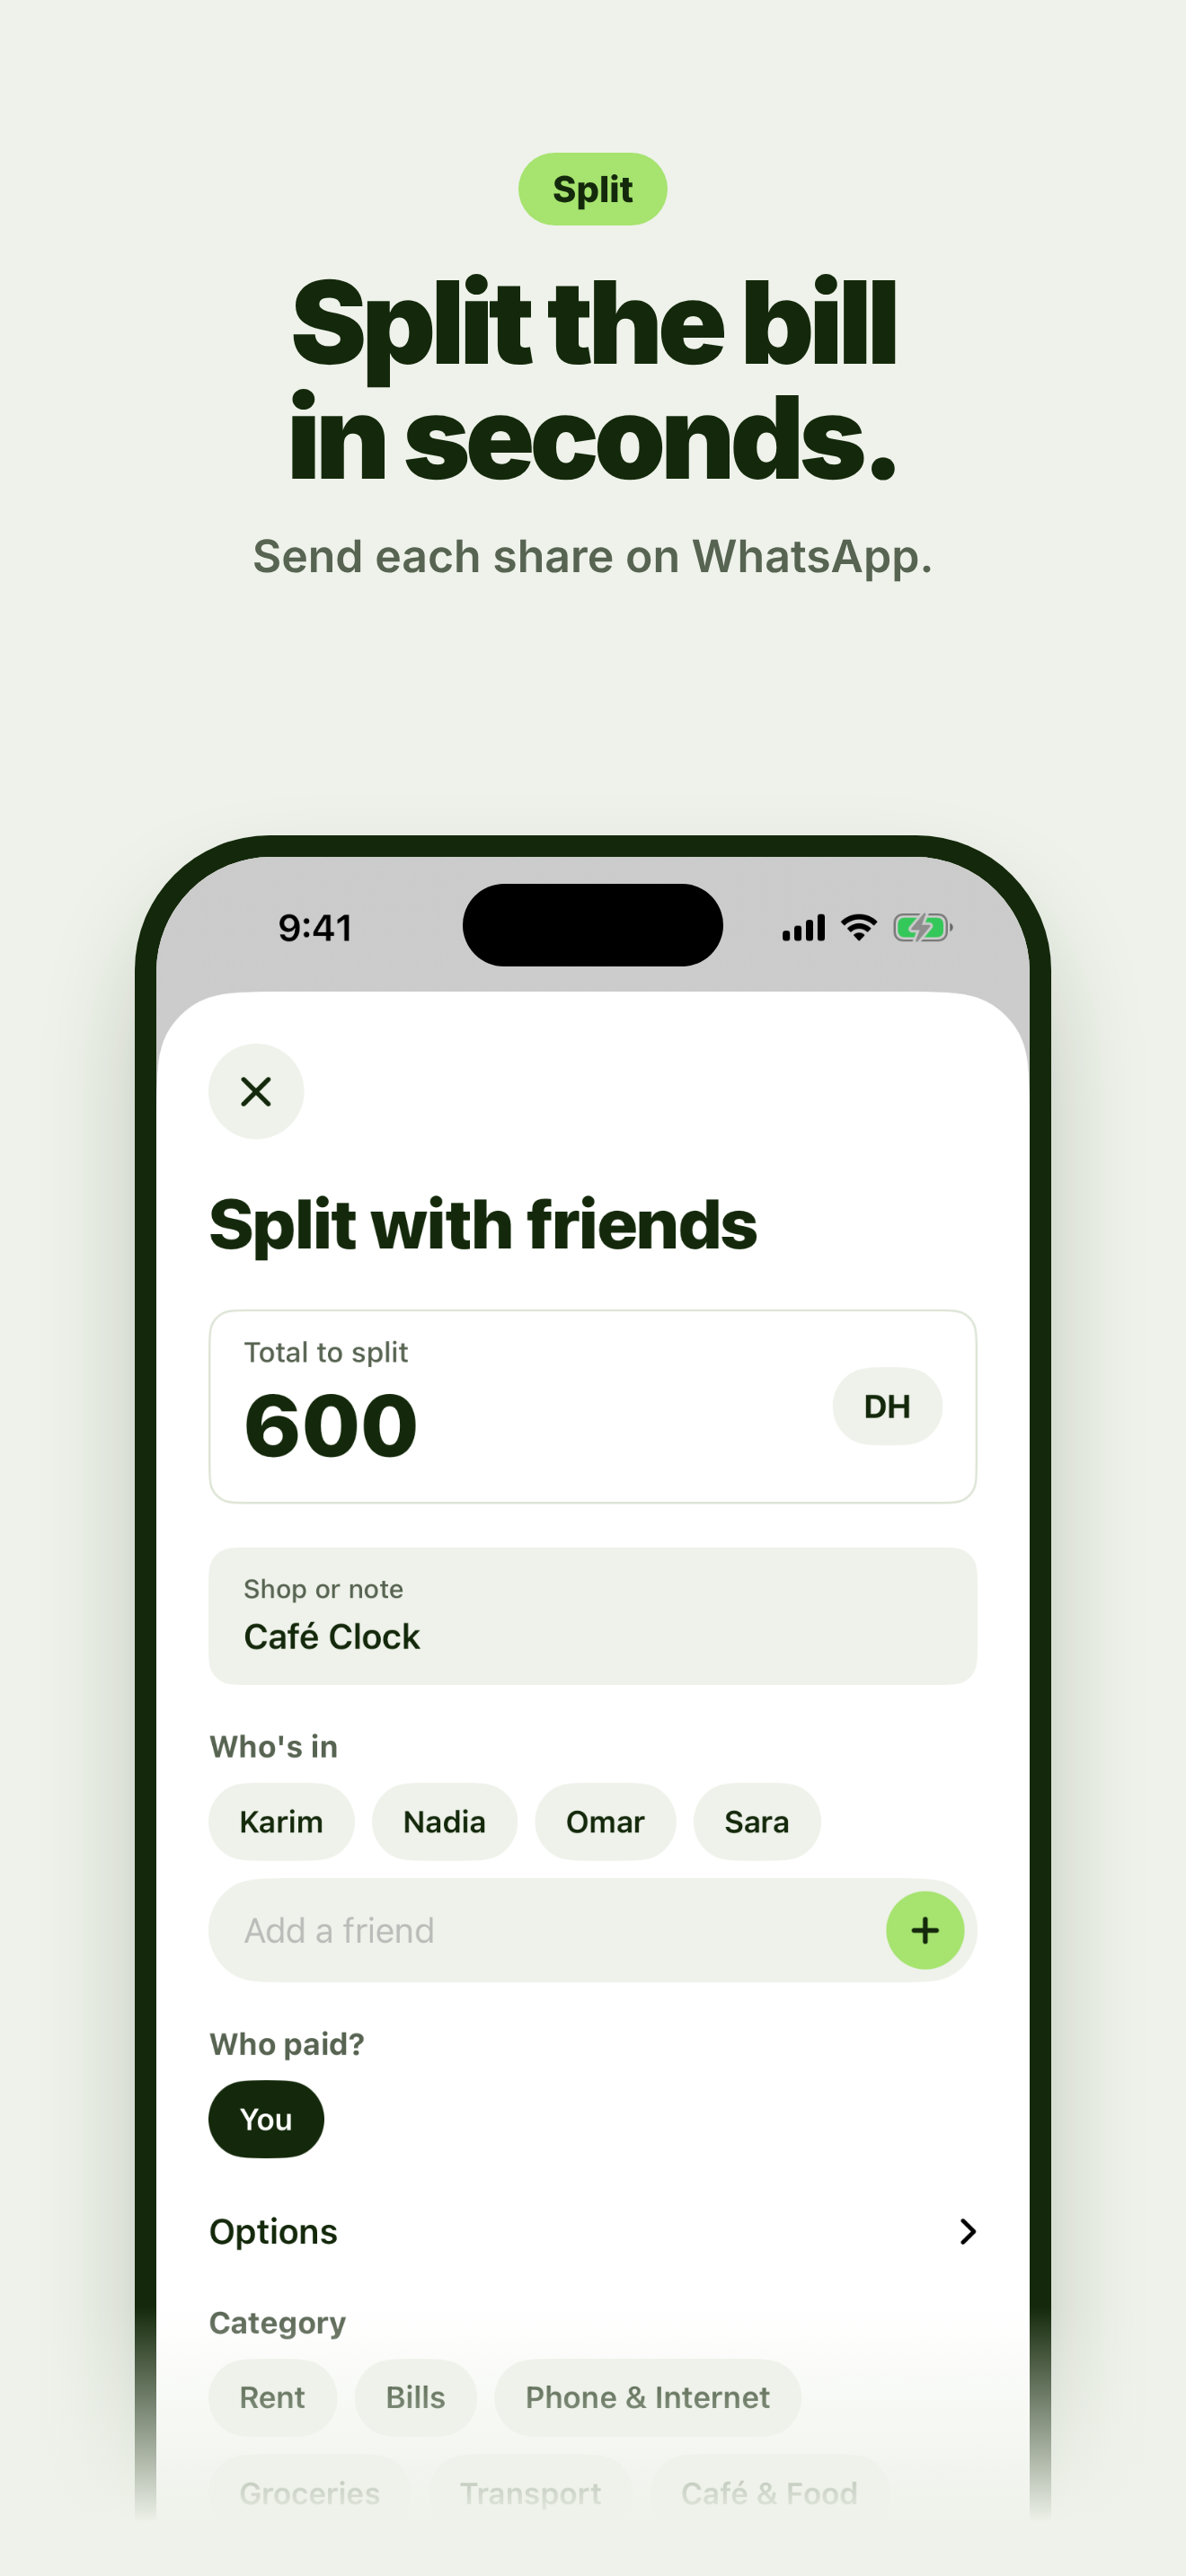 Split
Split the bill
in seconds.
Send each share on WhatsApp.
9:41
Split with friends
Total to split
600
DH
Shop or note
Café Clock
Who's in
Karim Nadia Omar Sara
Add a friend
Who paid?
You
Options
Category
Rent Bills Phone & Internet
Groceries Transport Café & Food